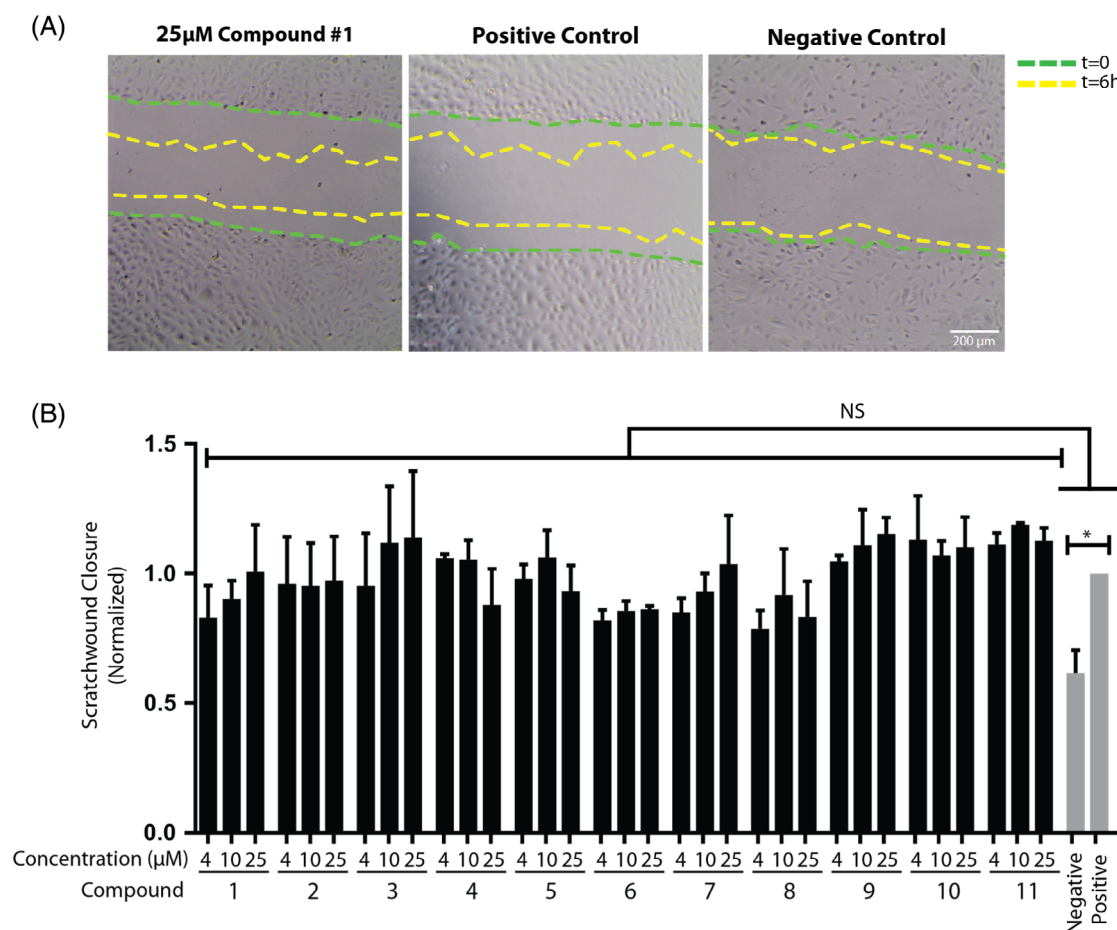 (A)
25µM Compound #1
Positive Control
Negative Control
t=0
t=6h
200 µm
(B)
NS
*
Scratchwound Closure
(Normalized)
1.5
1.0
0.5
0.0
Concentration (µM) 4 10 25 4 10 25 4 10 25 4 10 25 4 10 25 4 10 25 4 10 25 4 10 25 4 10 25 4 10 25 4 10 25
Compound 1 2 3 4 5 6 7 8 9 10 11
Negative
Positive